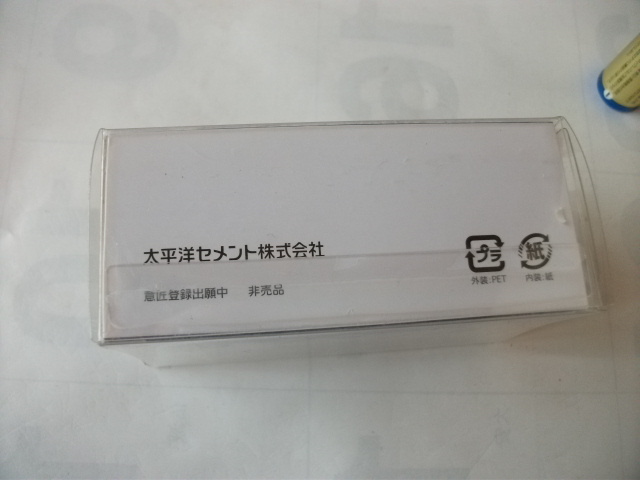 太平洋セメント株式会社
意匠登録出願中 非売品
プラ
外装:PET
紙
内装:紙